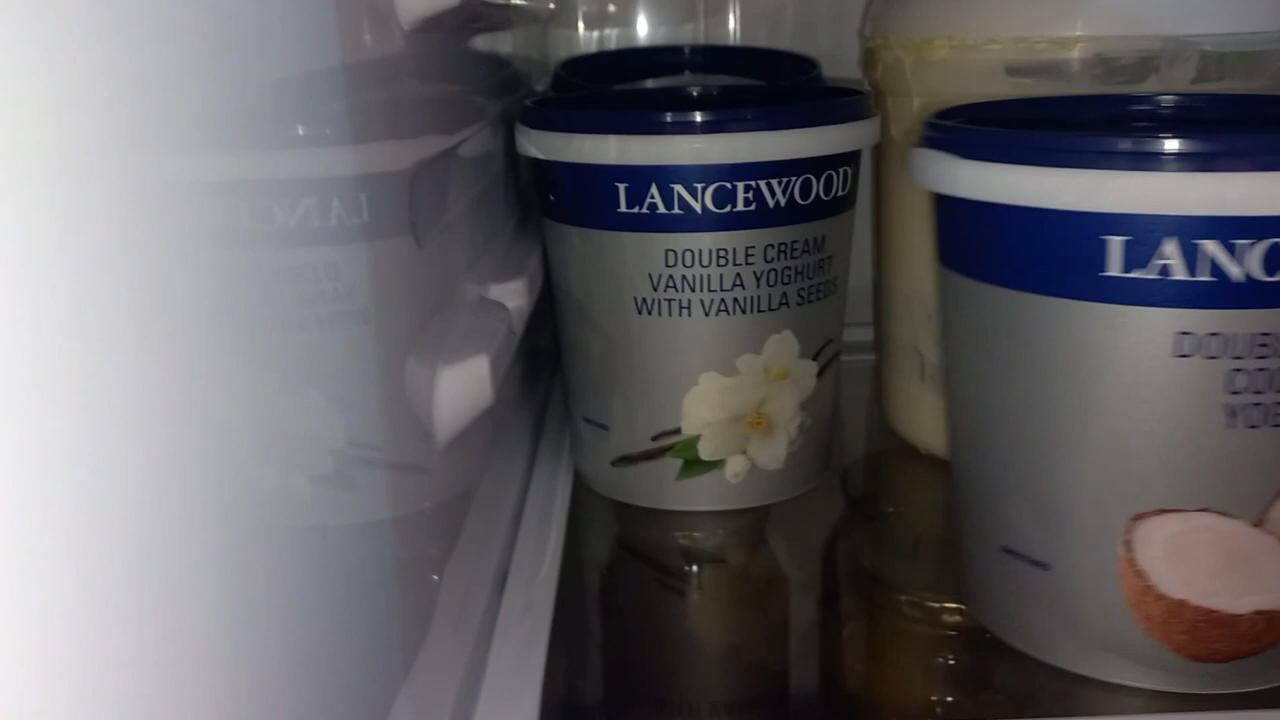 LANCEWOOD
DOUBLE CREAM
VANILLA YOGHURT
WITH VANILLA SEEDS
LANC
DOUB
CO
YOG